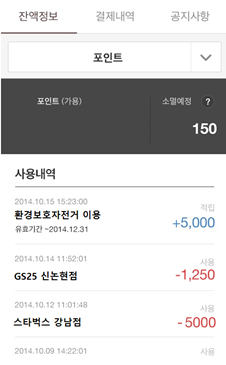 잔액정보 결제내역 공지사항
포인트
포인트 (가용) 소멸예정 ?
150
사용내역
2014.10.15 15:23:00 적립
환경보호자전거 이용 +5,000
유효기간 ~2014.12.31
2014.10.14 11:52:01 사용
GS25 신논현점 -1,250
2014.10.12 11:01:48 사용
스타벅스 강남점 - 5000
2014.10.09 14:22:01 사용